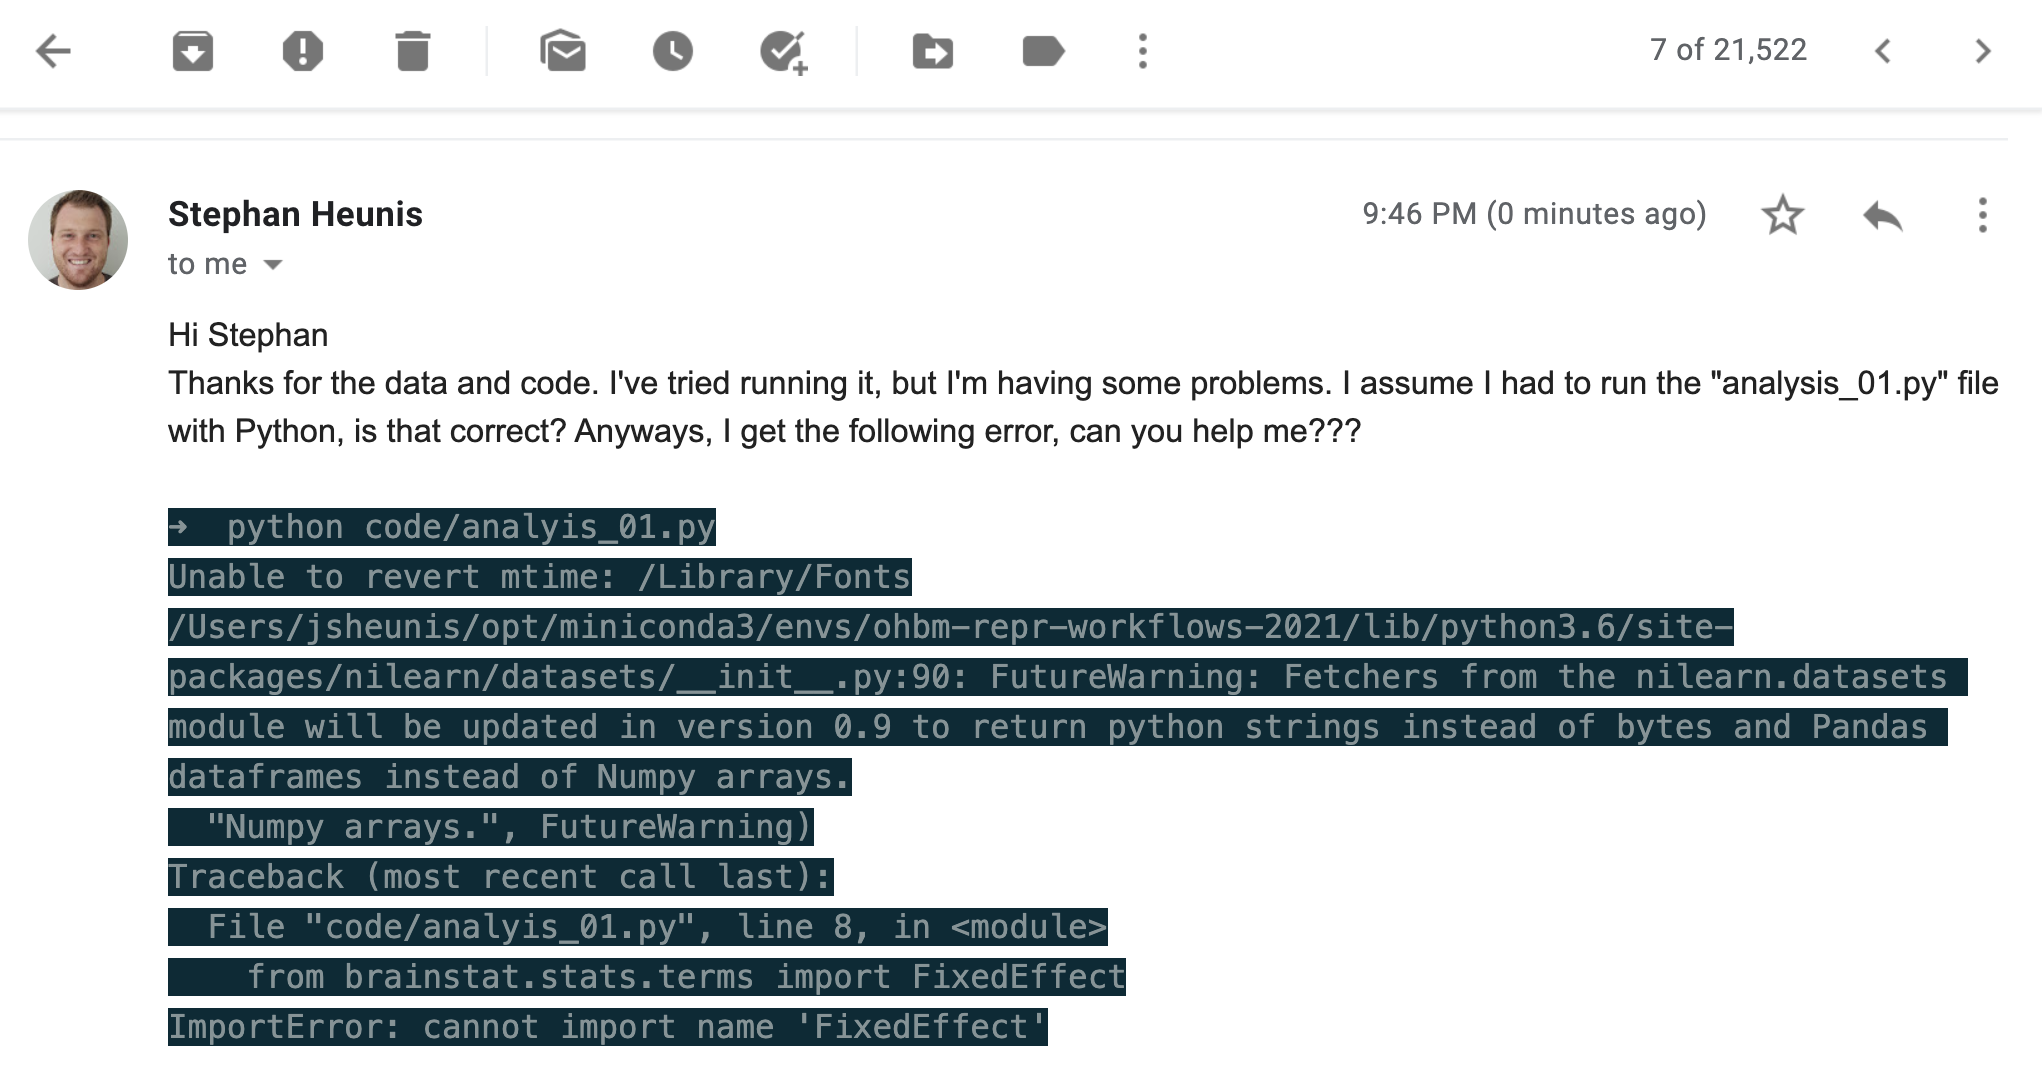 7 of 21,522
Stephan Heunis
9:46 PM (0 minutes ago)
to me
Hi Stephan
Thanks for the data and code. I've tried running it, but I'm having some problems. I assume I had to run the "analysis_01.py" file
with Python, is that correct? Anyways, I get the following error, can you help me???
➜  python code/analyis_01.py
Unable to revert mtime: /Library/Fonts
/Users/jsheunis/opt/miniconda3/envs/ohbm-repr-workflows-2021/lib/python3.6/site-
packages/nilearn/datasets/__init__.py:90: FutureWarning: Fetchers from the nilearn.datasets
module will be updated in version 0.9 to return python strings instead of bytes and Pandas
dataframes instead of Numpy arrays.
  "Numpy arrays.", FutureWarning)
Traceback (most recent call last):
  File "code/analyis_01.py", line 8, in <module>
    from brainstat.stats.terms import FixedEffect
ImportError: cannot import name 'FixedEffect'